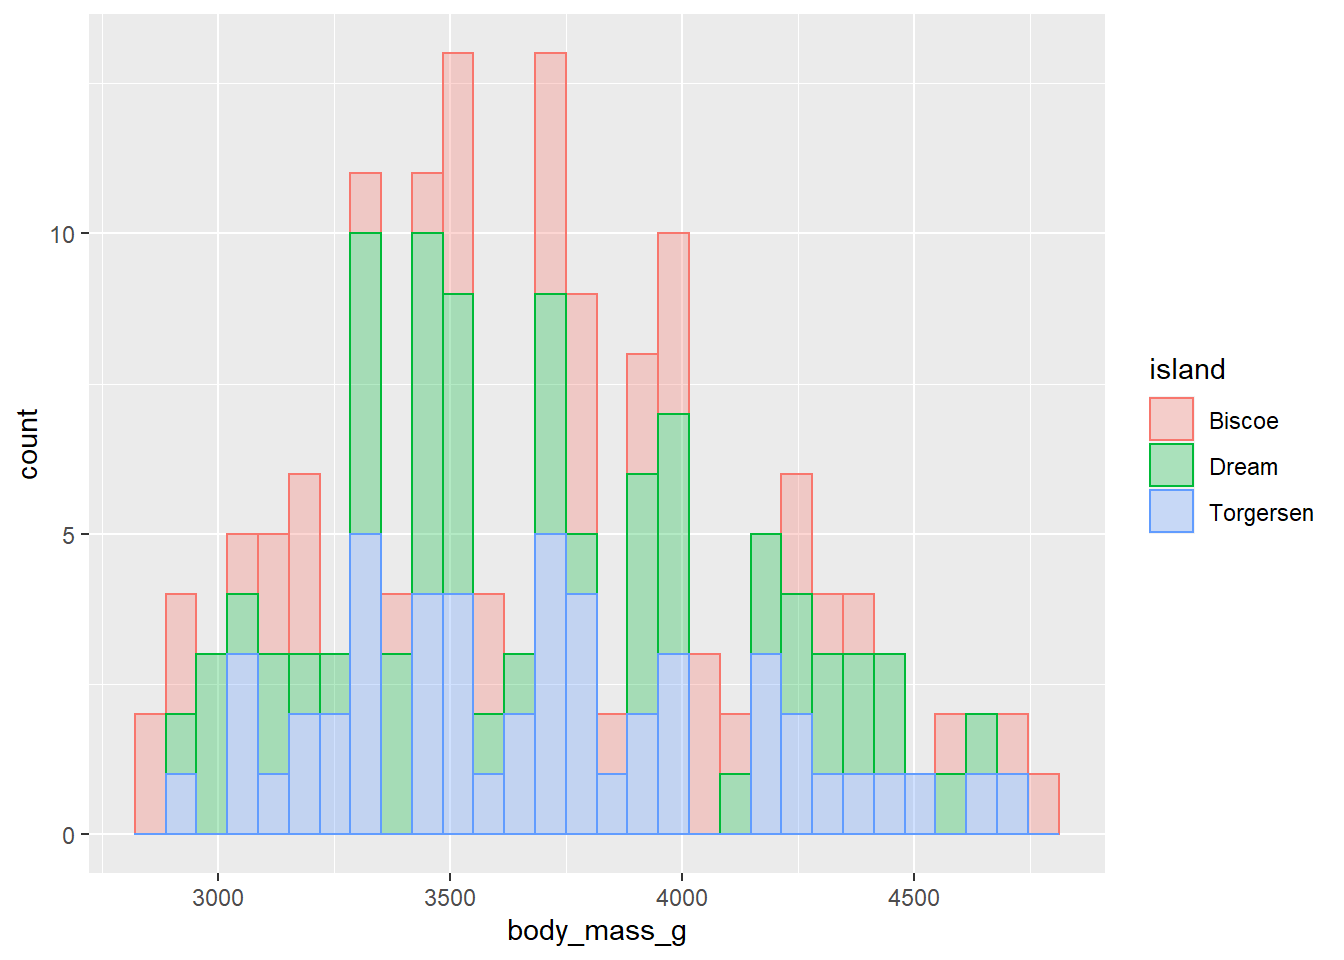 10
5
0
count
3000
3500
4000
4500
body_mass_g
island
Biscoe
Dream
Torgersen